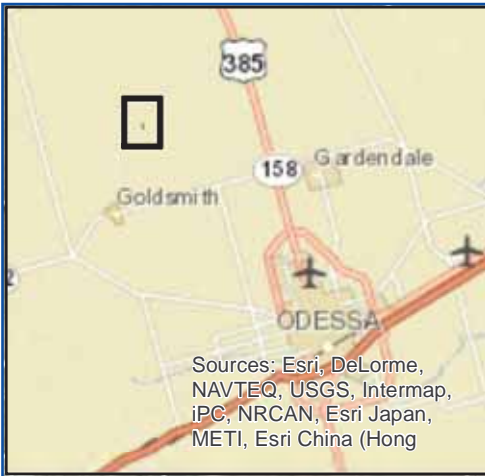 385
158
Gardendale
Goldsmith
2
ODESSA
Sources: Esri, DeLorme,
NAVTEQ, USGS, Intermap,
iPC, NRCAN, Esri Japan,
METI, Esri China (Hong